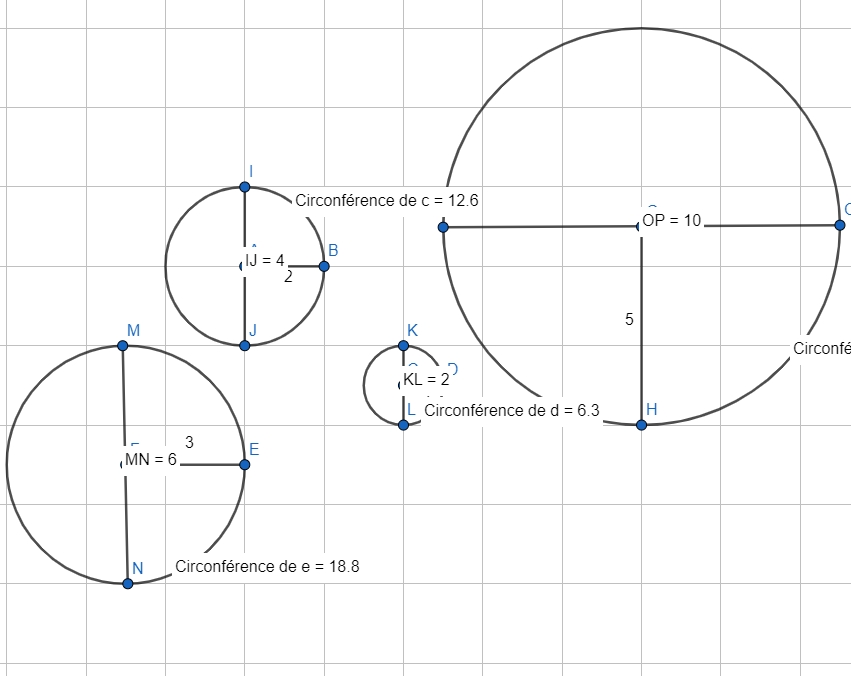 I
Circonférence de c = 12.6
OP = 10
B
IJ = 4
2
5
M
J
K
Circonfé
KL = 2
D
L
Circonférence de d = 6.3
H
3
E
MN = 6
N
Circonférence de e = 18.8